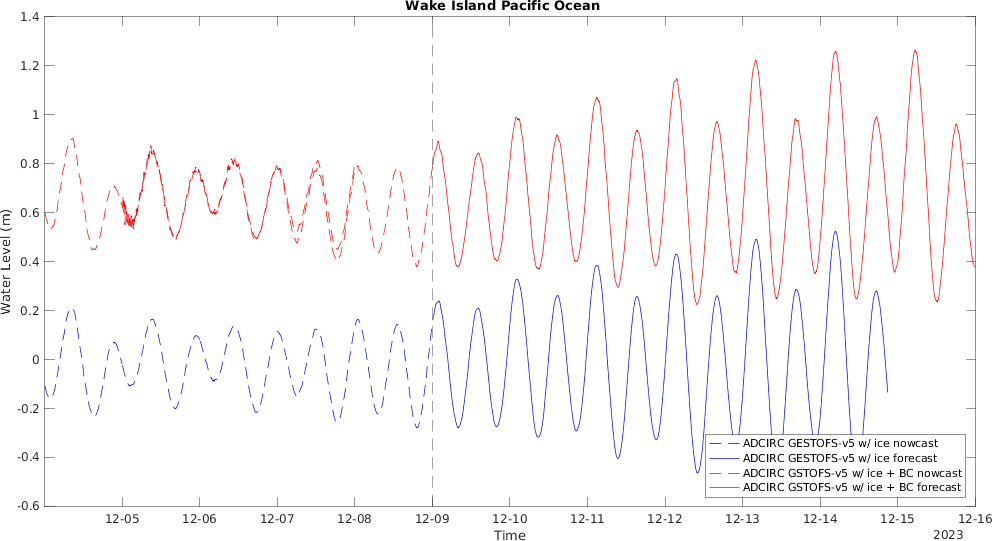 Wake Island Pacific Ocean
1.4
1.2
1
0.8
0.6
0.4
0.2
0
-0.2
-0.4
-0.6
Water Level (m)
ADCIRC GESTOFS-v5 w/ ice nowcast
ADCIRC GESTOFS-v5 w/ ice forecast
ADCIRC GSTOFS-v5 w/ ice + BC nowcast
ADCIRC GSTOFS-v5 w/ ice + BC forecast
12-05 12-06 12-07 12-08 12-09 12-10 12-11 12-12 12-13 12-14 12-15 12-16
Time
2023